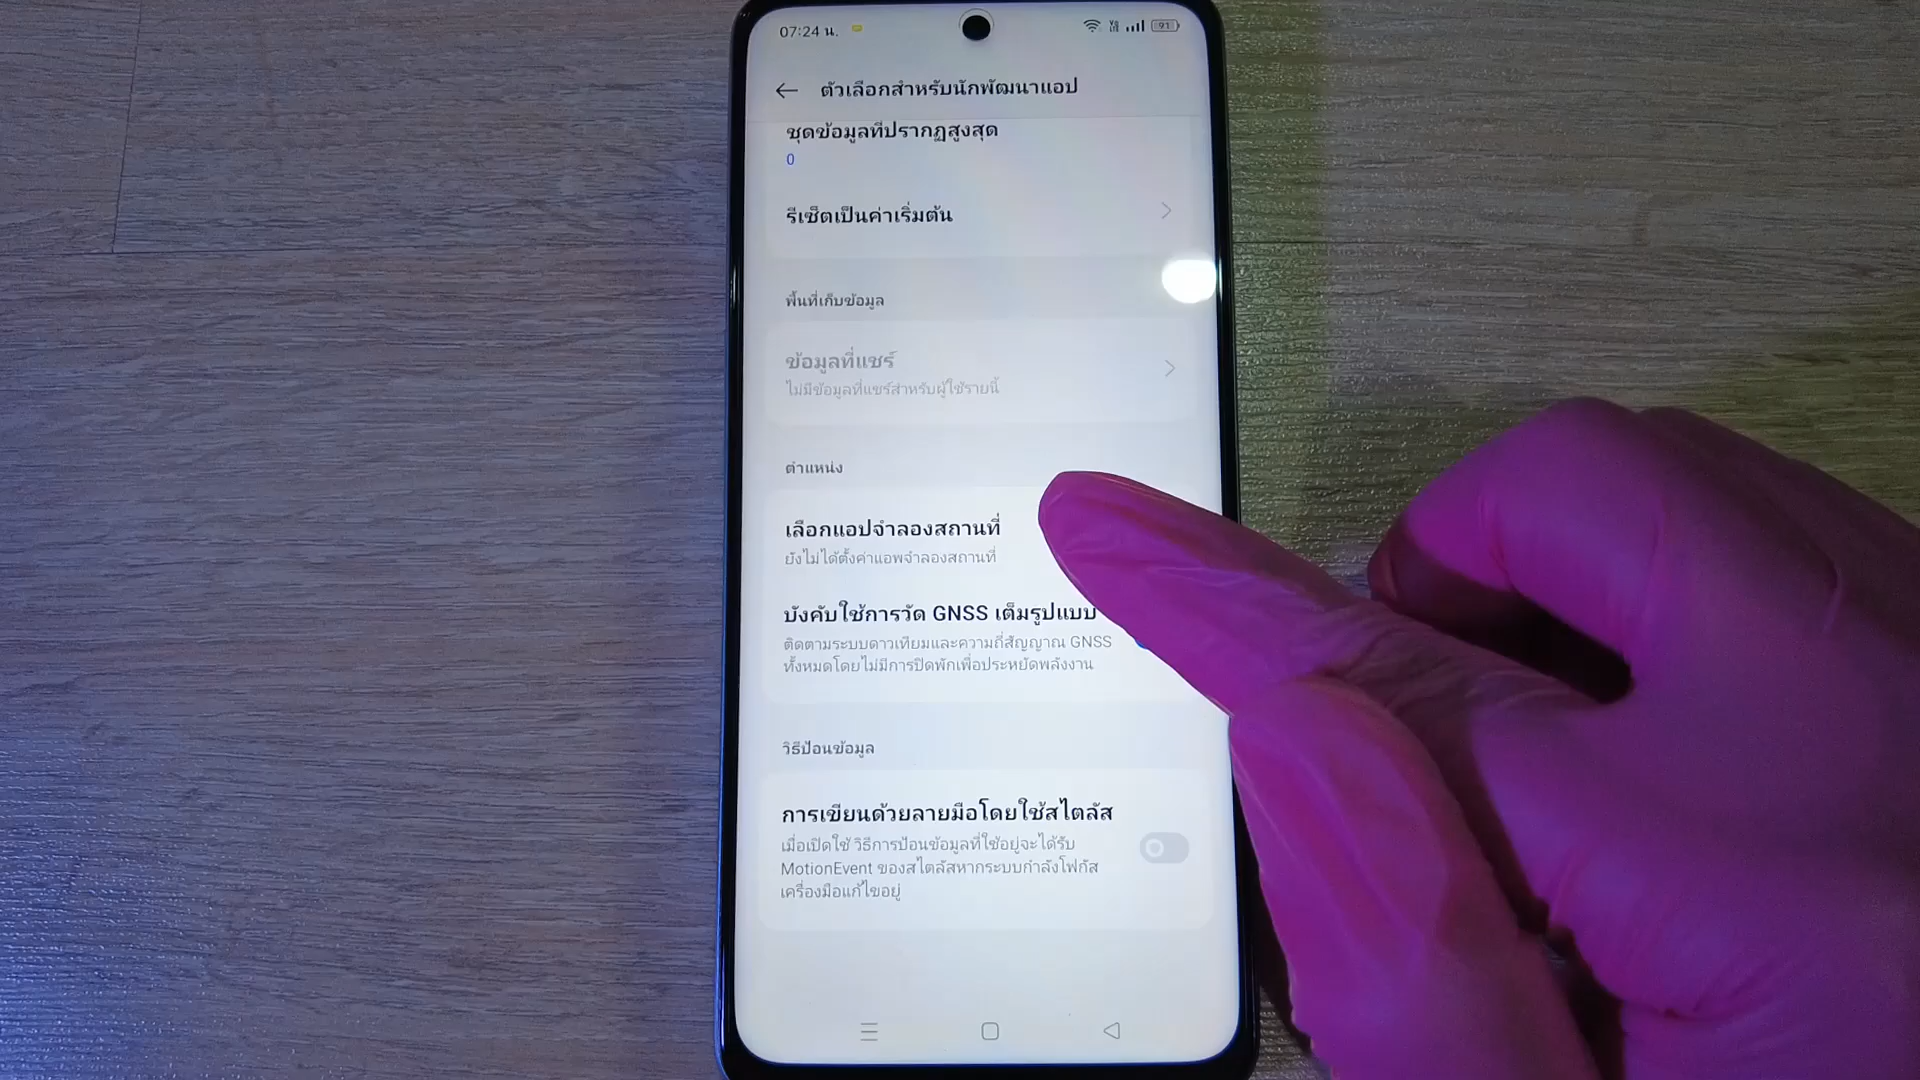 07:24 น.
91
ตัวเลือกสำหรับนักพัฒนาแอป
ชุดข้อมูลที่ปรากฏสูงสุด
0
รีเซ็ตเป็นค่าเริ่มต้น
พื้นที่เก็บข้อมูล
ข้อมูลที่แชร์
ไม่มีข้อมูลที่แชร์สำหรับผู้ใช้รายนี้
ตำแหน่ง
เลือกแอปจำลองสถานที่
ยังไม่ได้ตั้งค่าแอพจำลองสถานที่
บังคับใช้การวัด GNSS เต็มรูปแบบ
ติดตามระบบดาวเทียมและความถี่สัญญาณ GNSS
ทั้งหมดโดยไม่มีการปิดพักเพื่อประหยัดพลังงาน
วิธีป้อนข้อมูล
การเขียนด้วยลายมือโดยใช้สไตลัส
เมื่อเปิดใช้ วิธีการป้อนข้อมูลที่ใช้อยู่จะได้รับ
MotionEvent ของสไตลัสหากระบบกำลังโฟกัส
เครื่องมือแก้ไขอยู่